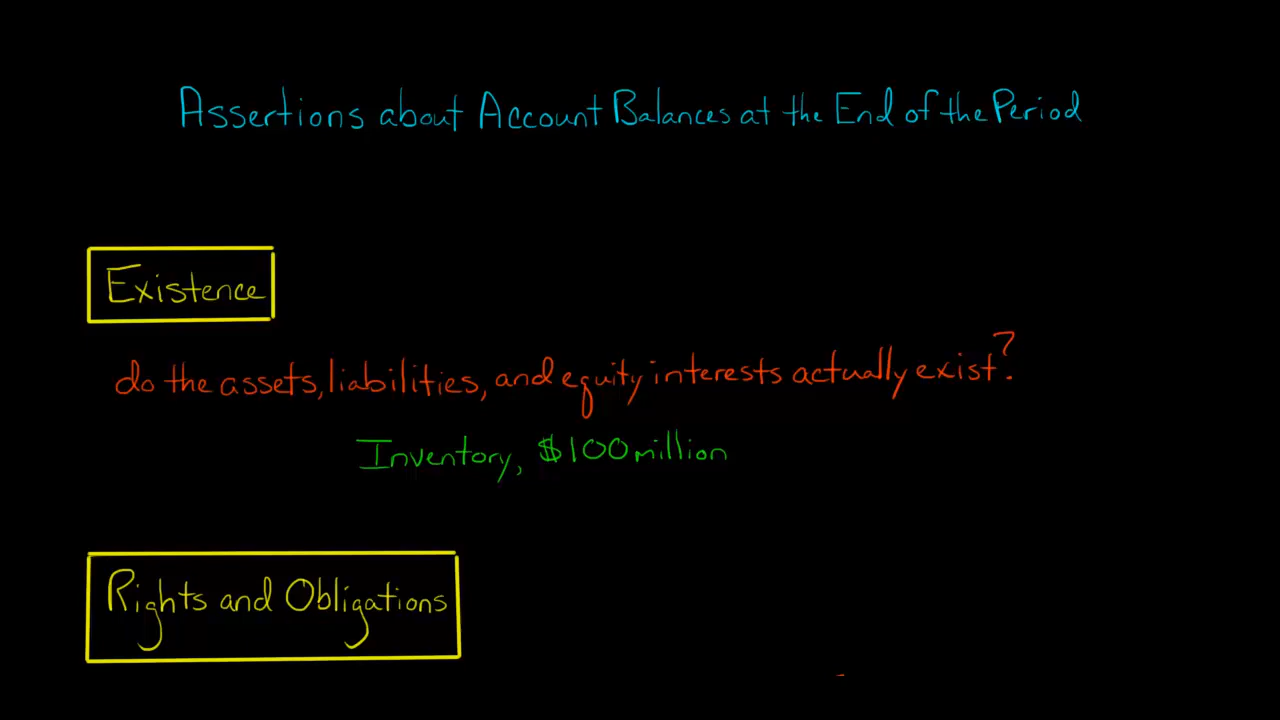 Assertions about Account Balances at the End of the Period
Existence
do the assets, liabilities, and equity interests actually exist?
Inventory, $100 million
Rights and Obligations